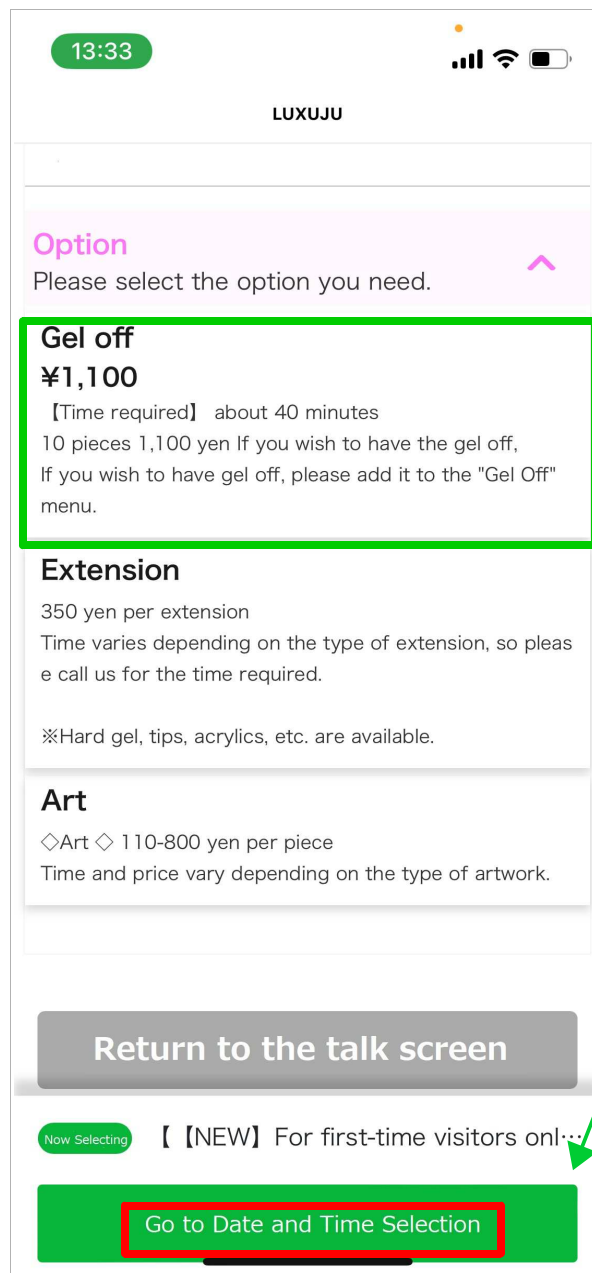 13:33
LUXUJU
Option
Please select the option you need.
Gel off
¥1,100
【Time required】 about 40 minutes
10 pieces 1,100 yen If you wish to have the gel off,
If you wish to have gel off, please add it to the "Gel Off"
menu.
Extension
350 yen per extension
Time varies depending on the type of extension, so pleas
e call us for the time required.
※Hard gel, tips, acrylics, etc. are available.
Art
◇Art ◇ 110-800 yen per piece
Time and price vary depending on the type of artwork.
Return to the talk screen
Now Selecting 【【NEW】For first-time visitors onl…
Go to Date and Time Selection